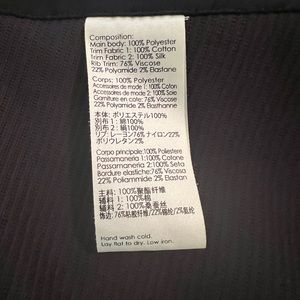 Composition:
Main body: 100% Polyester
Trim Fabric 1: 100% Cotton
Trim Fabric 2: 100% Silk
Rib Trim: 76% Viscose
22% Polyamide 2% Elastane
Corps: 100% Polyester
Accessoires de mode 1: 100% Coton
Accessoires de mode 2: 100% Soie
Garniture en cote: 76% Viscose
22% Polyamide 2% Elasthanne
本体: ポリエステル100%
別布1: 綿100%
別布2: 絹100%
リブ: レーヨン76% ナイロン22%
ポリウレタン2%
Corpo principale: 100% Poliestere
Passamaneria 1: 100% Cotone
Passamaneria 2: 100% Seta
Bordure elastiche: 76% Viscosa
22% Poliammide 2% Elastan
主料: 100%聚酯纤维
辅料1: 100%棉
辅料2: 100%桑蚕丝
饰边: 76%粘胶纤维/22%锦纶/2%氨纶
Hand wash cold.
Lay flat to dry. Low iron.